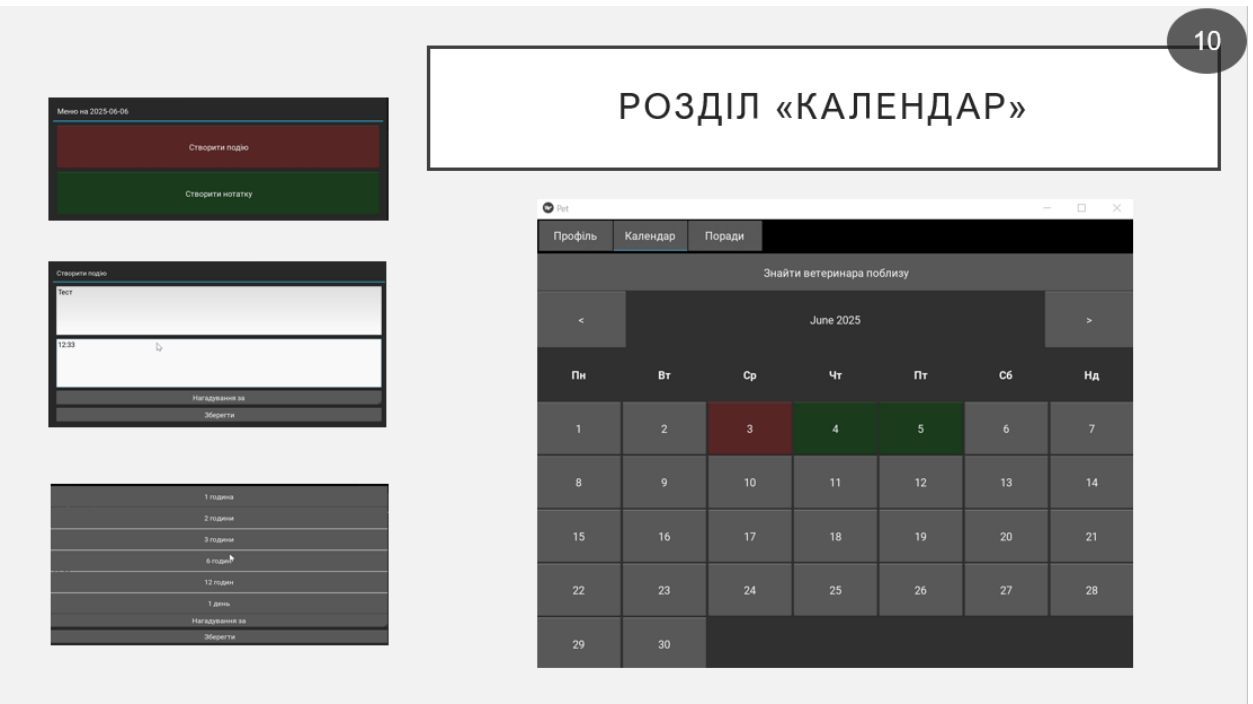 10
РОЗДІЛ «КАЛЕНДАР»
Меню на 2025-06-06
Створити подію
Створити нотатку
Створити подію
Тест
12:33
Нагадування за
Зберегти
1 година
2 години
3 години
6 годин
12 годин
1 день
Нагадування за
Зберегти
Pet
Профіль Календар Поради
Знайти ветеринара поблизу
< June 2025 >
Пн Вт Ср Чт Пт Сб Нд
1 2 3 4 5 6 7
8 9 10 11 12 13 14
15 16 17 18 19 20 21
22 23 24 25 26 27 28
29 30